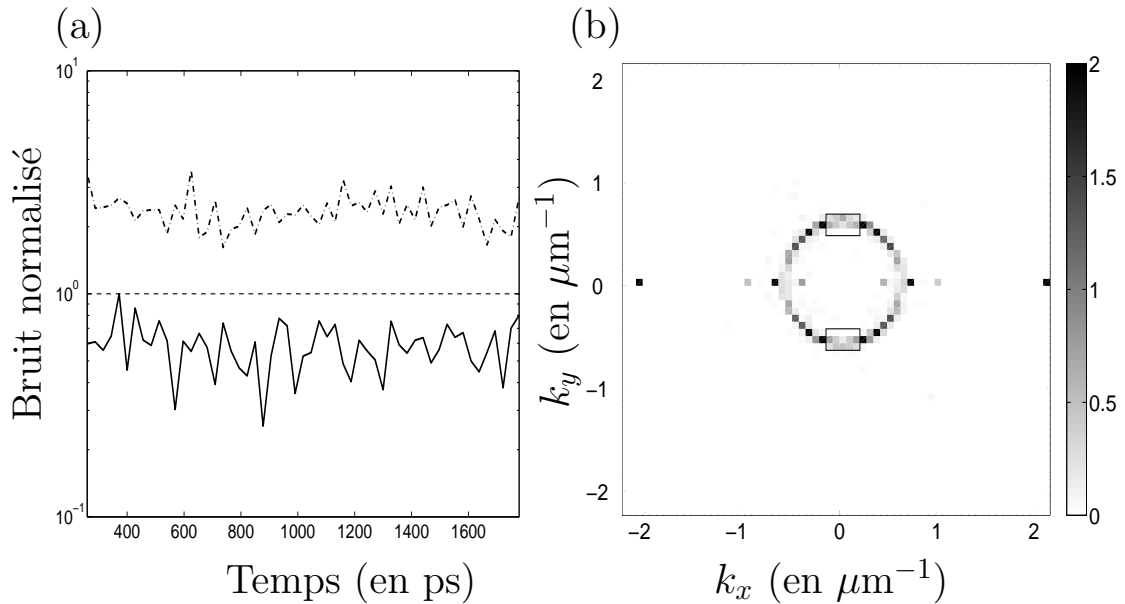 (a)
(b)
Bruit normalisé
10^1
10^0
10^-1
400 600 800 1000 1200 1400 1600
Temps (en ps)
k_y (en μm^-1)
2
1
0
−1
−2
−2 −1 0 1 2
k_x (en μm^-1)
2
1.5
1
0.5
0